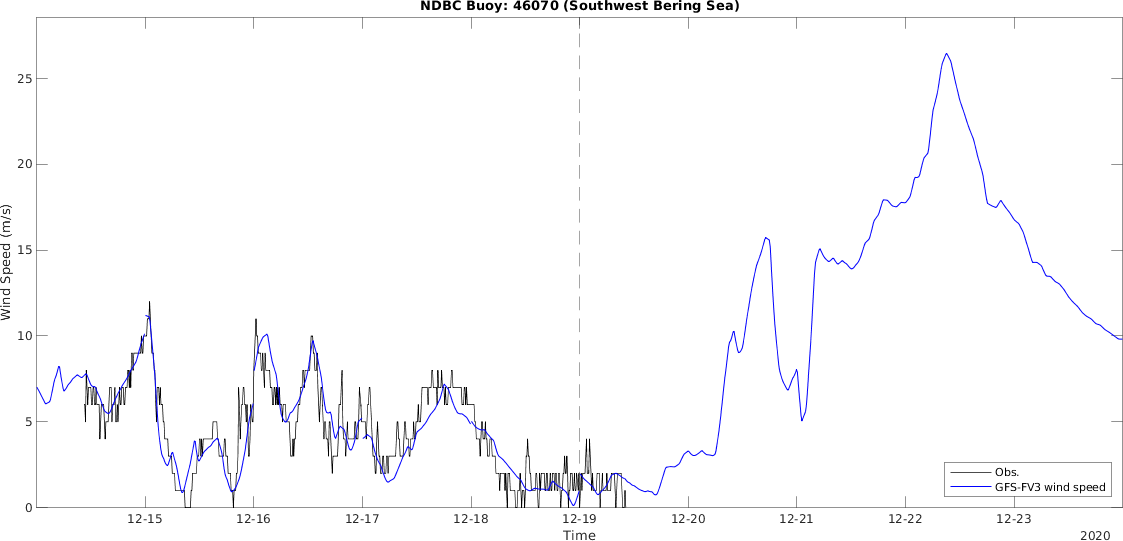 NDBC Buoy: 46070 (Southwest Bering Sea)
Wind Speed (m/s)
25
20
15
10
5
0
12-15 12-16 12-17 12-18 12-19 12-20 12-21 12-22 12-23
Time
2020
Obs.
GFS-FV3 wind speed